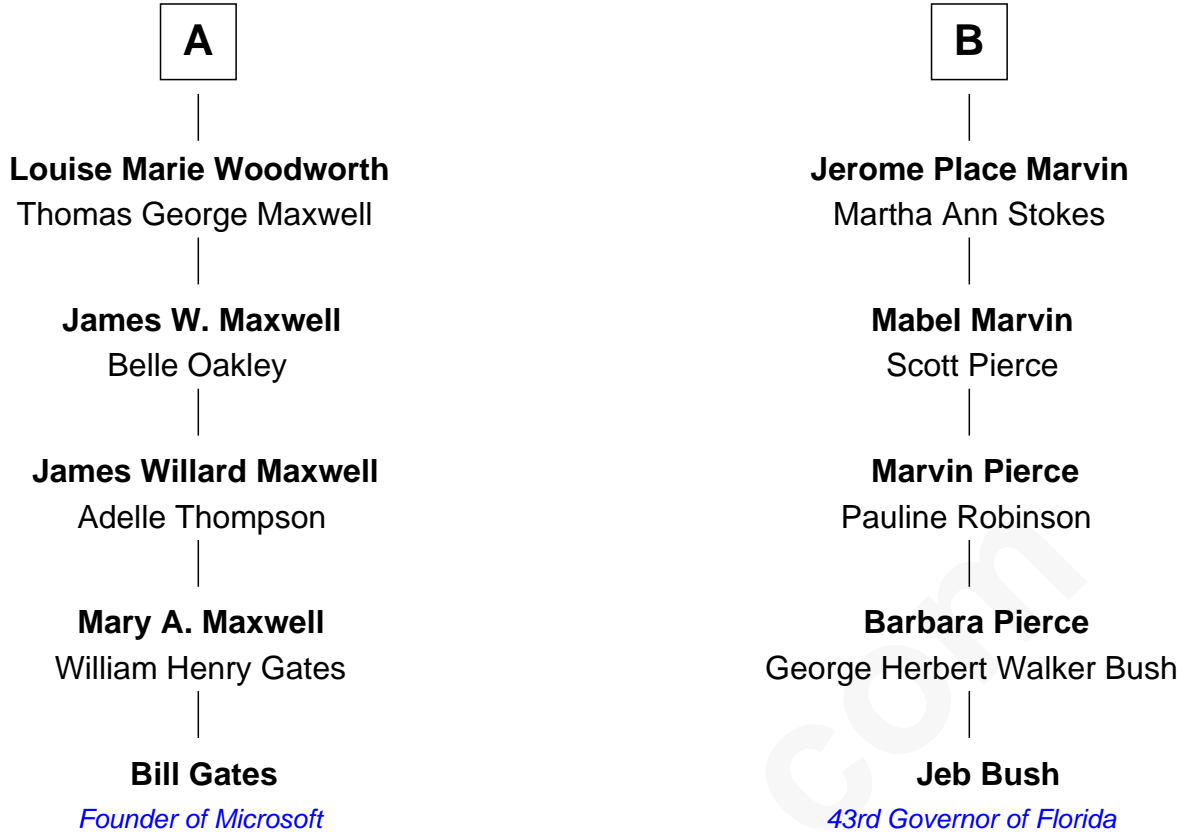 A
Louise Marie Woodworth
Thomas George Maxwell
James W. Maxwell
Belle Oakley
James Willard Maxwell
Adelle Thompson
Mary A. Maxwell
William Henry Gates
Bill Gates
Founder of Microsoft
B
Jerome Place Marvin
Martha Ann Stokes
Mabel Marvin
Scott Pierce
Marvin Pierce
Pauline Robinson
Barbara Pierce
George Herbert Walker Bush
Jeb Bush
43rd Governor of Florida
com